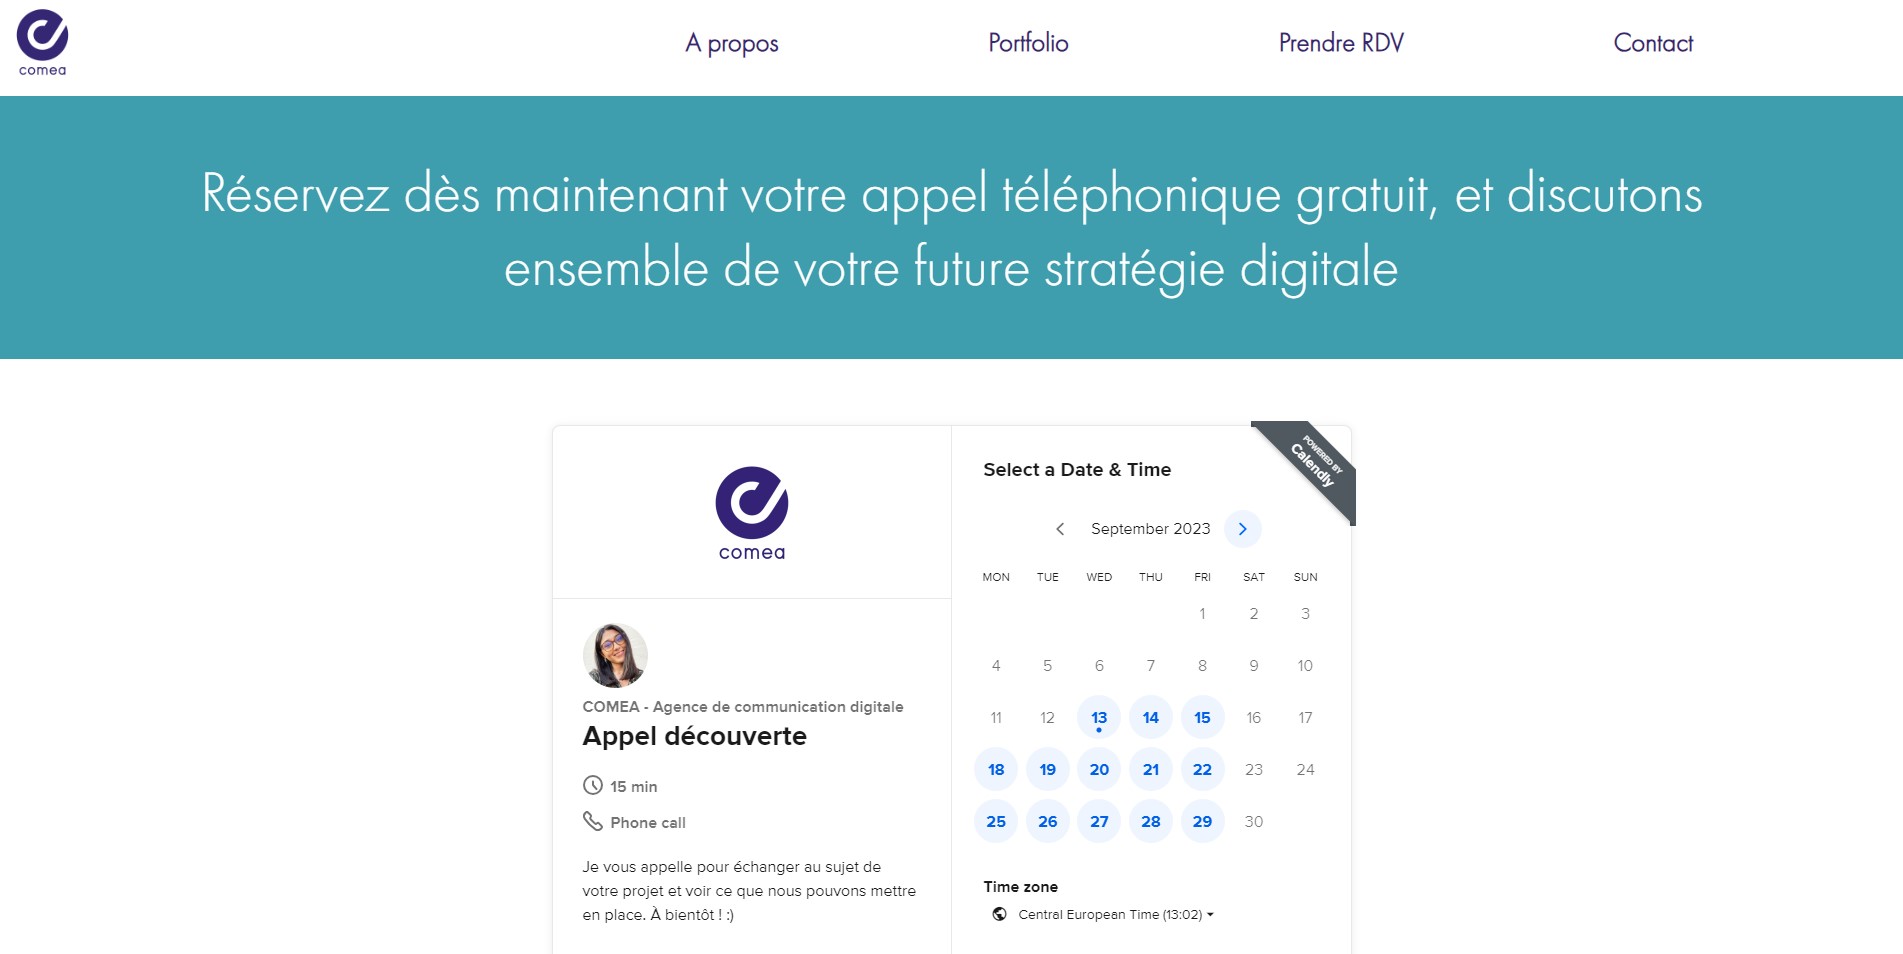 comea
A propos
Portfolio
Prendre RDV
Contact
Réservez dès maintenant votre appel téléphonique gratuit, et discutons
ensemble de votre future stratégie digitale
comea
COMEA - Agence de communication digitale
Appel découverte
15 min
Phone call
Je vous appelle pour échanger au sujet de
votre projet et voir ce que nous pouvons mettre
en place. À bientôt ! :)
POWERED BY
Calendly
Select a Date & Time
September 2023
MON TUE WED THU FRI SAT SUN
1 2 3
4 5 6 7 8 9 10
11 12 13 14 15 16 17
18 19 20 21 22 23 24
25 26 27 28 29 30
Time zone
Central European Time (13:02)